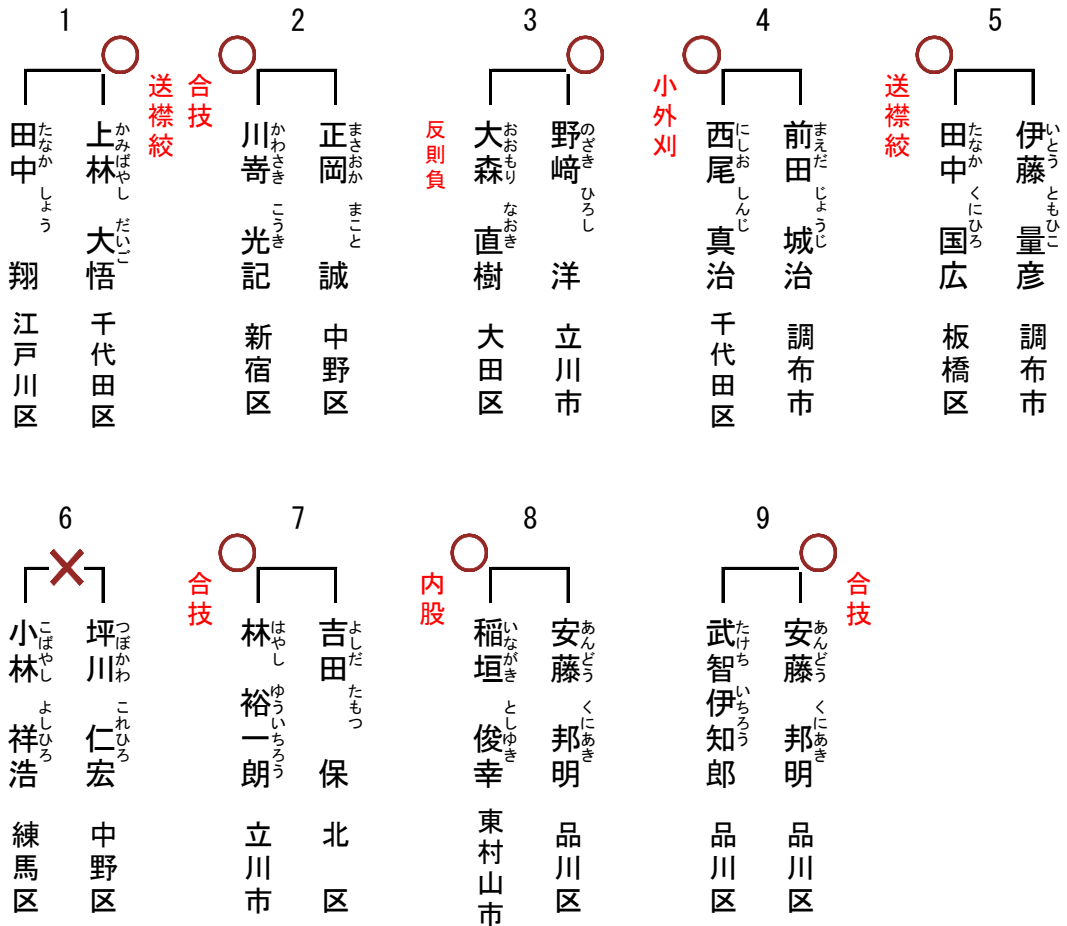 1
田中 翔
たなか しょう
江戸川区
上林 大悟
かみばやし だいご
千代田区
送襟絞
2
合技
川嵜 光記
かわさき こうき
新宿区
正岡 誠
まさおか まこと
中野区
3
反則負
大森 直樹
おおもり なおき
大田区
野﨑 洋
のざき ひろし
立川市
4
小外刈
西尾 真治
にしお しんじ
千代田区
前田 城治
まえだ じょうじ
調布市
5
送襟絞
田中 国広
たなか くにひろ
板橋区
伊藤 量彦
いとう ともひこ
調布市
6
小林 祥浩
こばやし よしひろ
練馬区
坪川 仁宏
つぼかわ これひろ
中野区
7
合技
林 裕一朗
はやし ゆういちろう
立川市
吉田 保
よしだ たもつ
北 区
8
内股
稲垣 俊幸
いながき としゆき
東村山市
安藤 邦明
あんどう くにあき
品川区
9
武智伊知郎
たけち いちろう
品川区
安藤 邦明
あんどう くにあき
品川区
合技